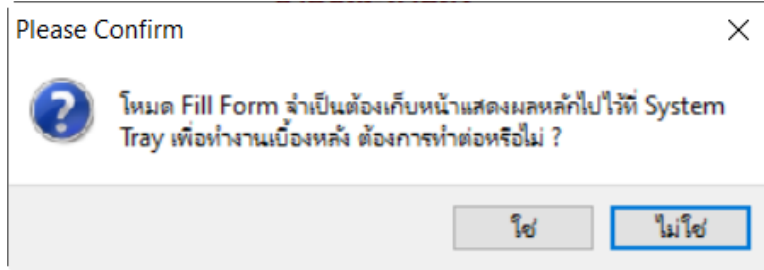 Please Confirm
โหมด Fill Form จำเป็นต้องเก็บหน้าแสดงผลหลักไปไว้ที่ System
Tray เพื่อทำงานเบื้องหลัง ต้องการทำต่อหรือไม่ ?
ใช่
ไม่ใช่